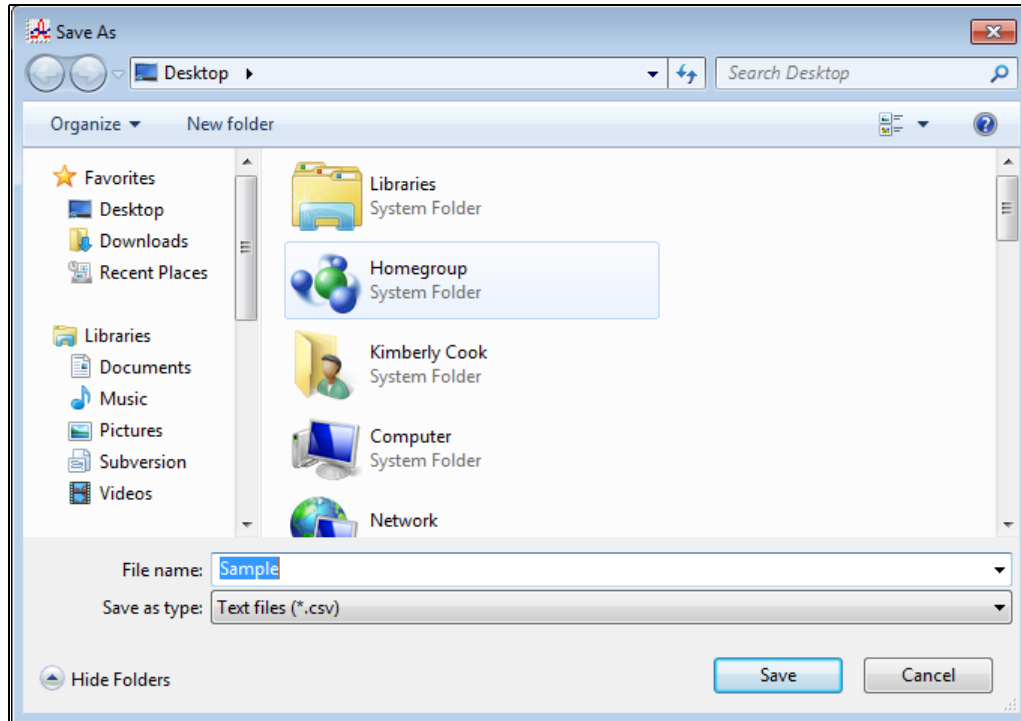 Save As
Desktop
Search Desktop
Organize
New folder
Favorites
Desktop
Downloads
Recent Places
Libraries
Documents
Music
Pictures
Subversion
Videos
Libraries
System Folder
Homegroup
System Folder
Kimberly Cook
System Folder
Computer
System Folder
Network
File name: Sample
Save as type: Text files (*.csv)
Hide Folders
Save
Cancel